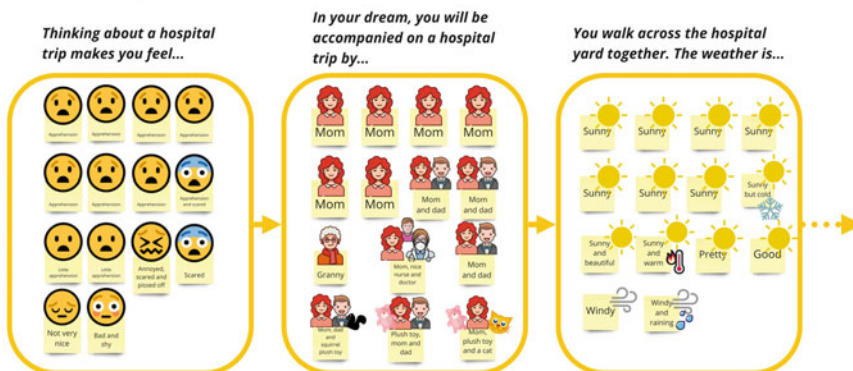 Thinking about a hospital
trip makes you feel...
In your dream, you will be
accompanied on a hospital
trip by...
You walk across the hospital
yard together. The weather is...
Apprehension
Apprehension
Apprehension
Apprehension
Apprehension
Apprehension
Apprehension
Apprehension
and scared
Little
apprehension
Little
apprehension
Annoyed,
scared and
pissed off
Scared
Not very
nice
Bad and
shy
Mom
Mom
Mom
Mom
Mom
Mom
Mom
and dad
Mom
and dad
Granny
Mom, nice
nurse and
doctor
Mom
and dad
Mom, dad
and
squirrel
plush toy
Plush toy,
mom and
dad
Mom,
plush toy
and a cat
Sunny
Sunny
Sunny
Sunny
Sunny
Sunny
Sunny
Sunny
but cold
Sunny
and
beautiful
Sunny
and
warm
Pretty
Good
Windy
Windy
and
raining